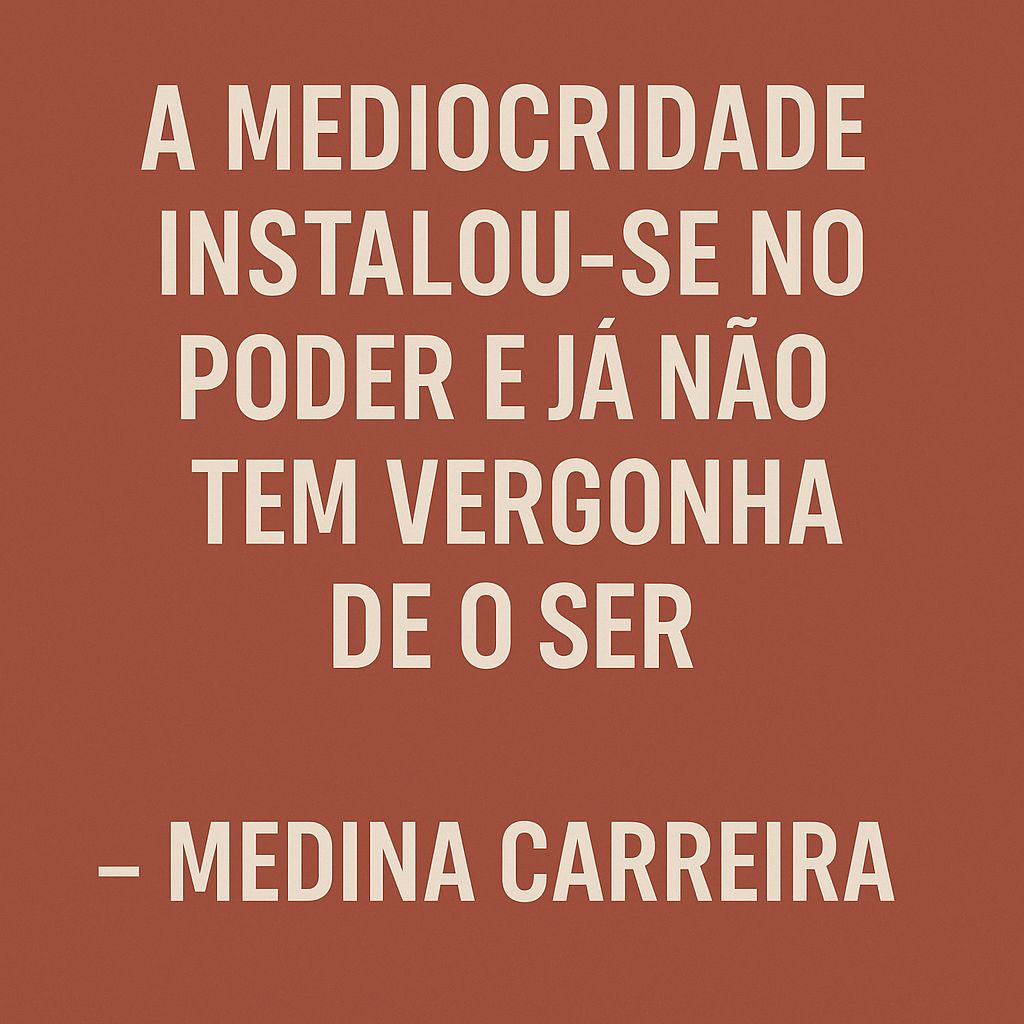 A MEDIOCRIDADE
INSTALOU-SE NO
PODER E JÁ NÃO
TEM VERGONHA
DE O SER
– MEDINA CARREIRA